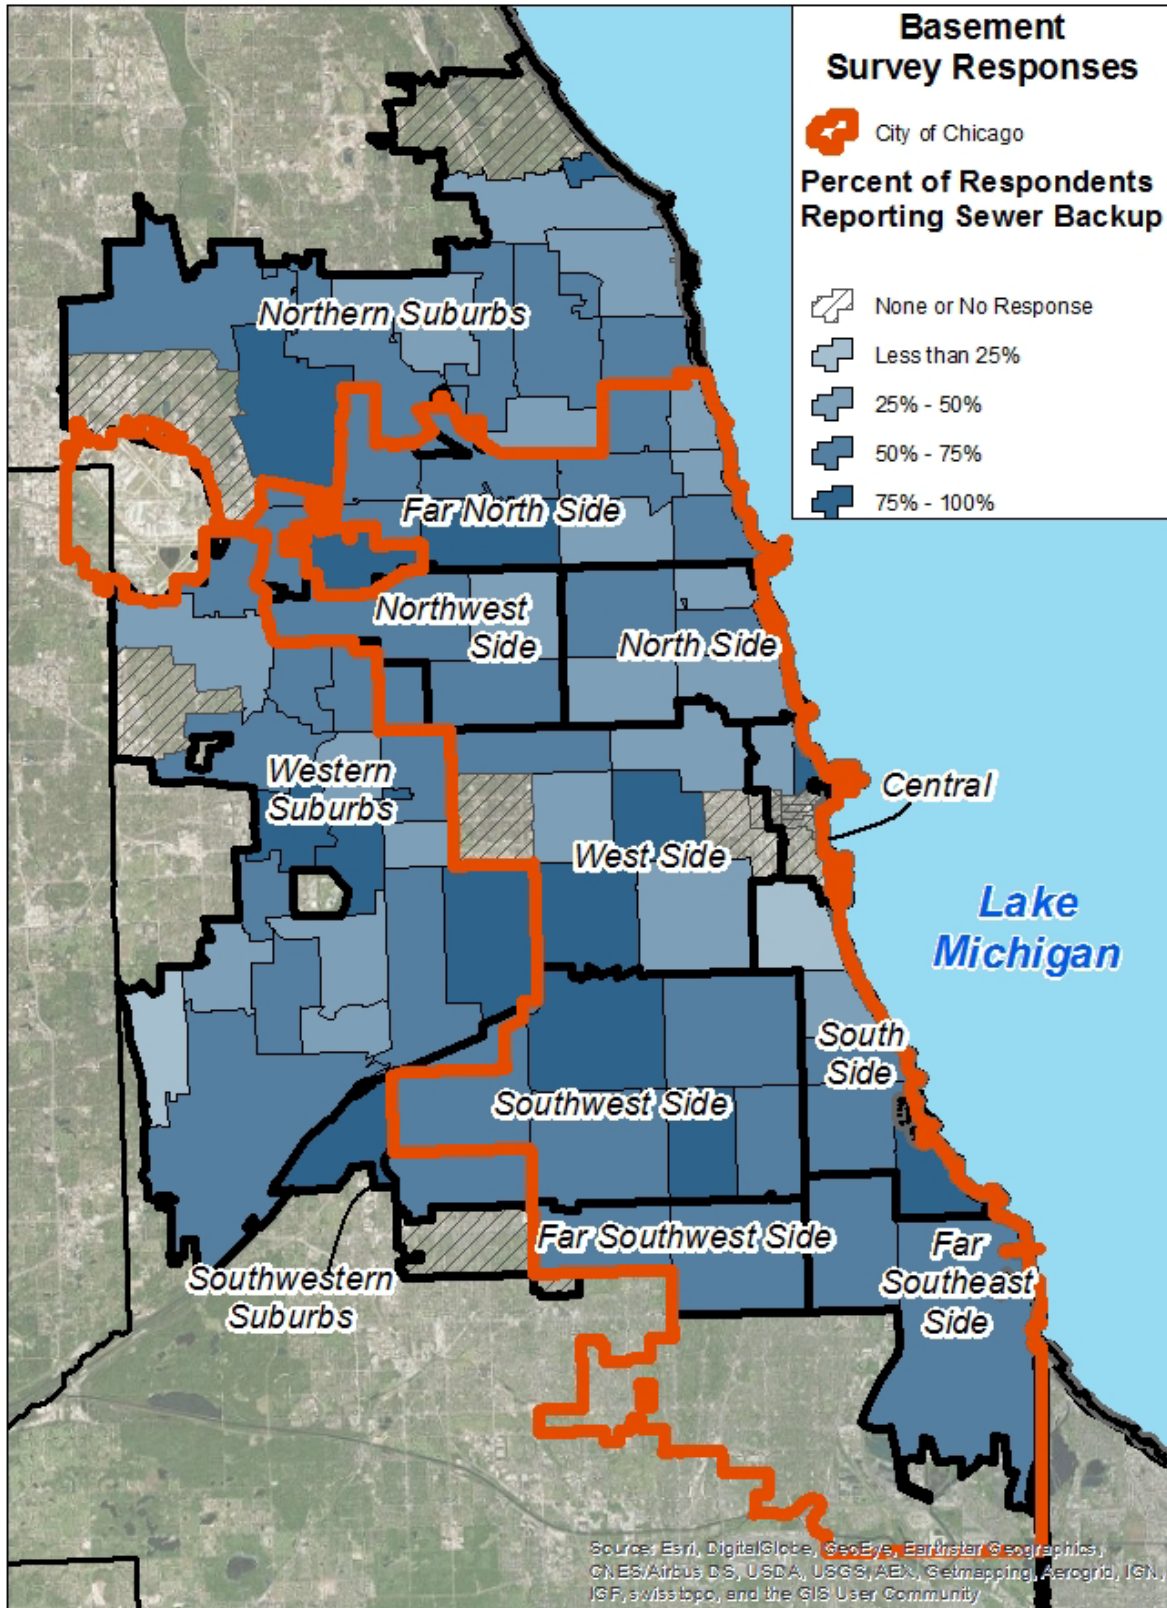 Basement
Survey Responses
City of Chicago
Percent of Respondents
Reporting Sewer Backup
None or No Response
Less than 25%
25% - 50%
50% - 75%
75% - 100%
Northern Suburbs
Far North Side
Northwest
Side
North Side
Western
Suburbs
Central
West Side
Lake
Michigan
South
Side
Southwest Side
Far Southwest Side
Far
Southeast
Side
Southwestern
Suburbs
Source: Esri, DigitalGlobe, GeoEye, Earthstar Geographics,
CNES/Airbus DS, USDA, USGS, AEX, Getmapping, Aerogrid, IGN,
IGP, swisstopo, and the GIS User Community